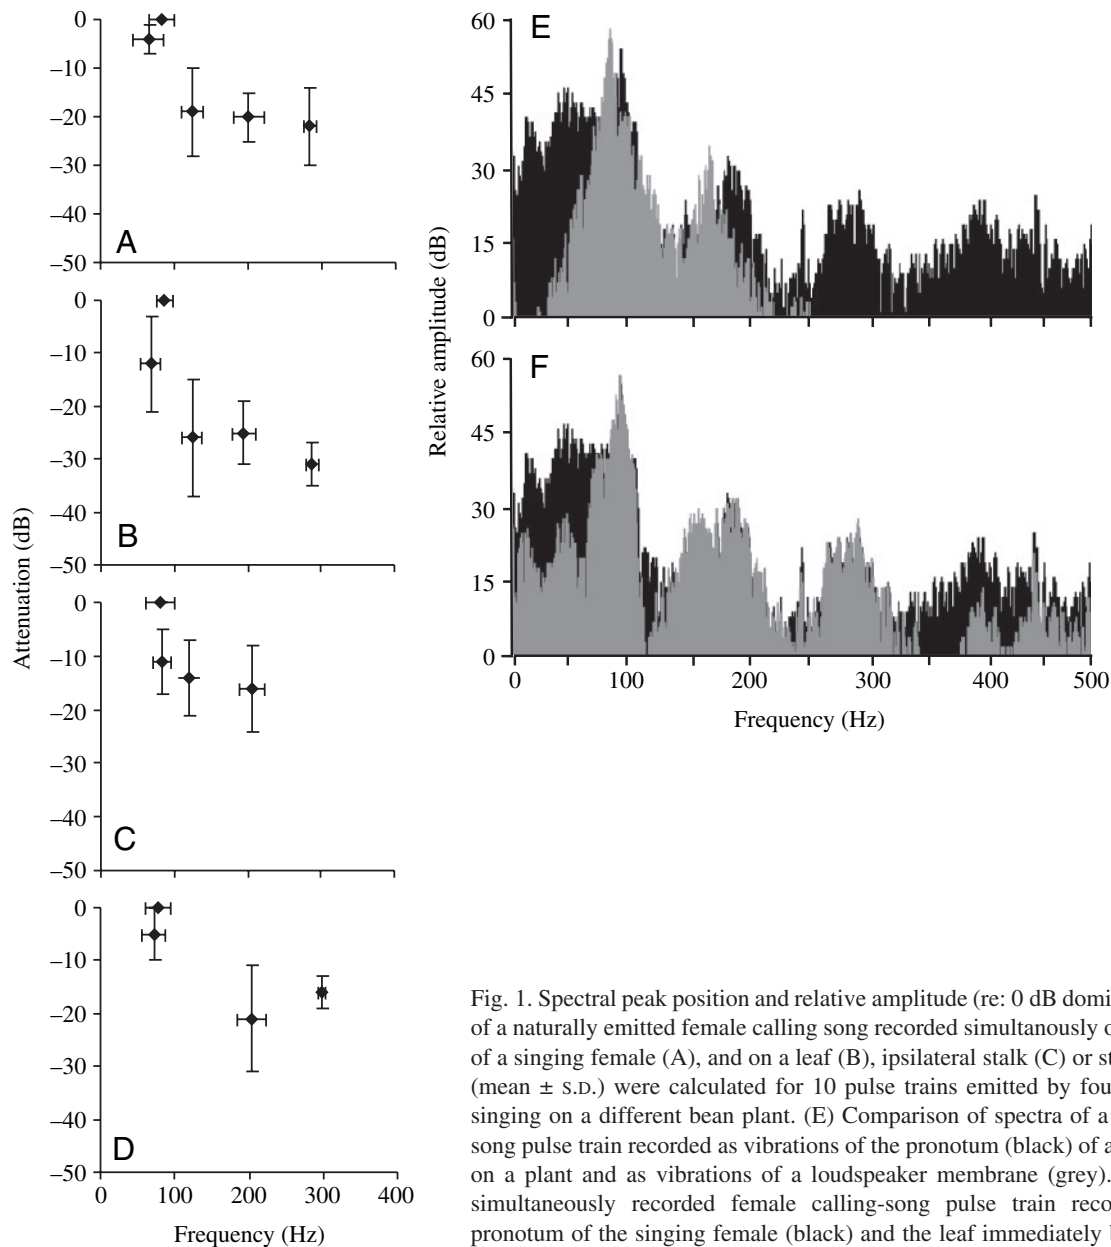 0
–10
–20
–30
–40
–50
A
0
–10
–20
–30
–40
–50
B
0
–10
–20
–30
–40
–50
C
0
–10
–20
–30
–40
–50
D
0 100 200 300 400
Frequency (Hz)
Attenuation (dB)
60
45
30
15
0
E
60
45
30
15
0
F
0 100 200 300 400 500
Frequency (Hz)
Relative amplitude (dB)
Fig. 1. Spectral peak position and relative amplitude (re: 0 dB domi
of a naturally emitted female calling song recorded simultanously o
of a singing female (A), and on a leaf (B), ipsilateral stalk (C) or st
(mean ± S.D.) were calculated for 10 pulse trains emitted by fou
singing on a different bean plant. (E) Comparison of spectra of a
song pulse train recorded as vibrations of the pronotum (black) of a
on a plant and as vibrations of a loudspeaker membrane (grey).
simultaneously recorded female calling-song pulse train reco
pronotum of the singing female (black) and the leaf immediately b